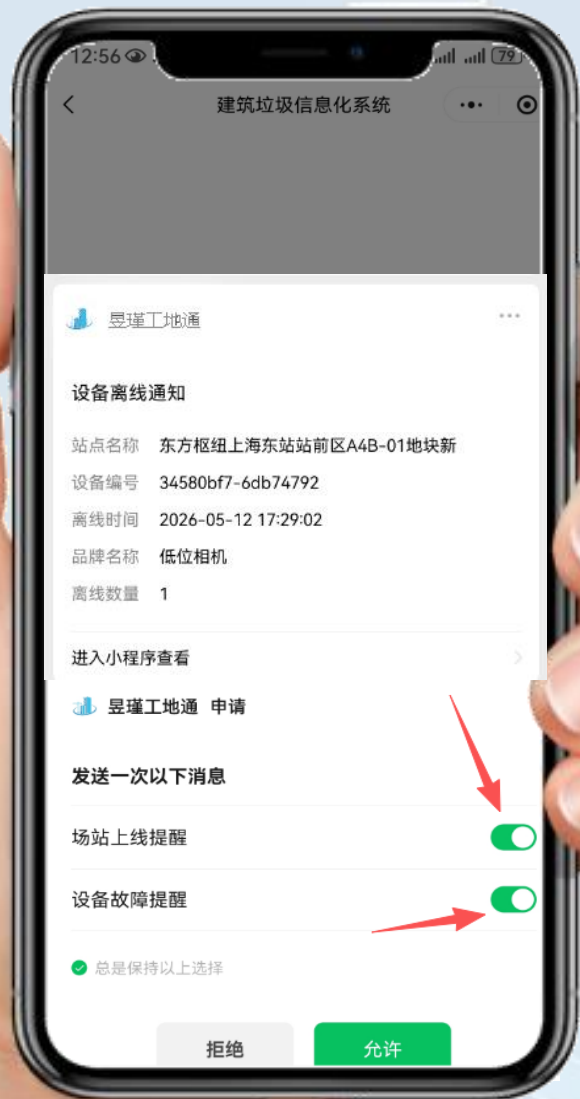 12:56
79
建筑垃圾信息化系统
昱瑾工地通
设备离线通知
站点名称 东方枢纽上海东站站前区A4B-01地块新
设备编号 34580bf7-6db74792
离线时间 2026-05-12 17:29:02
品牌名称 低位相机
离线数量 1
进入小程序查看
昱瑾工地通 申请
发送一次以下消息
场站上线提醒
设备故障提醒
总是保持以上选择
拒绝 允许